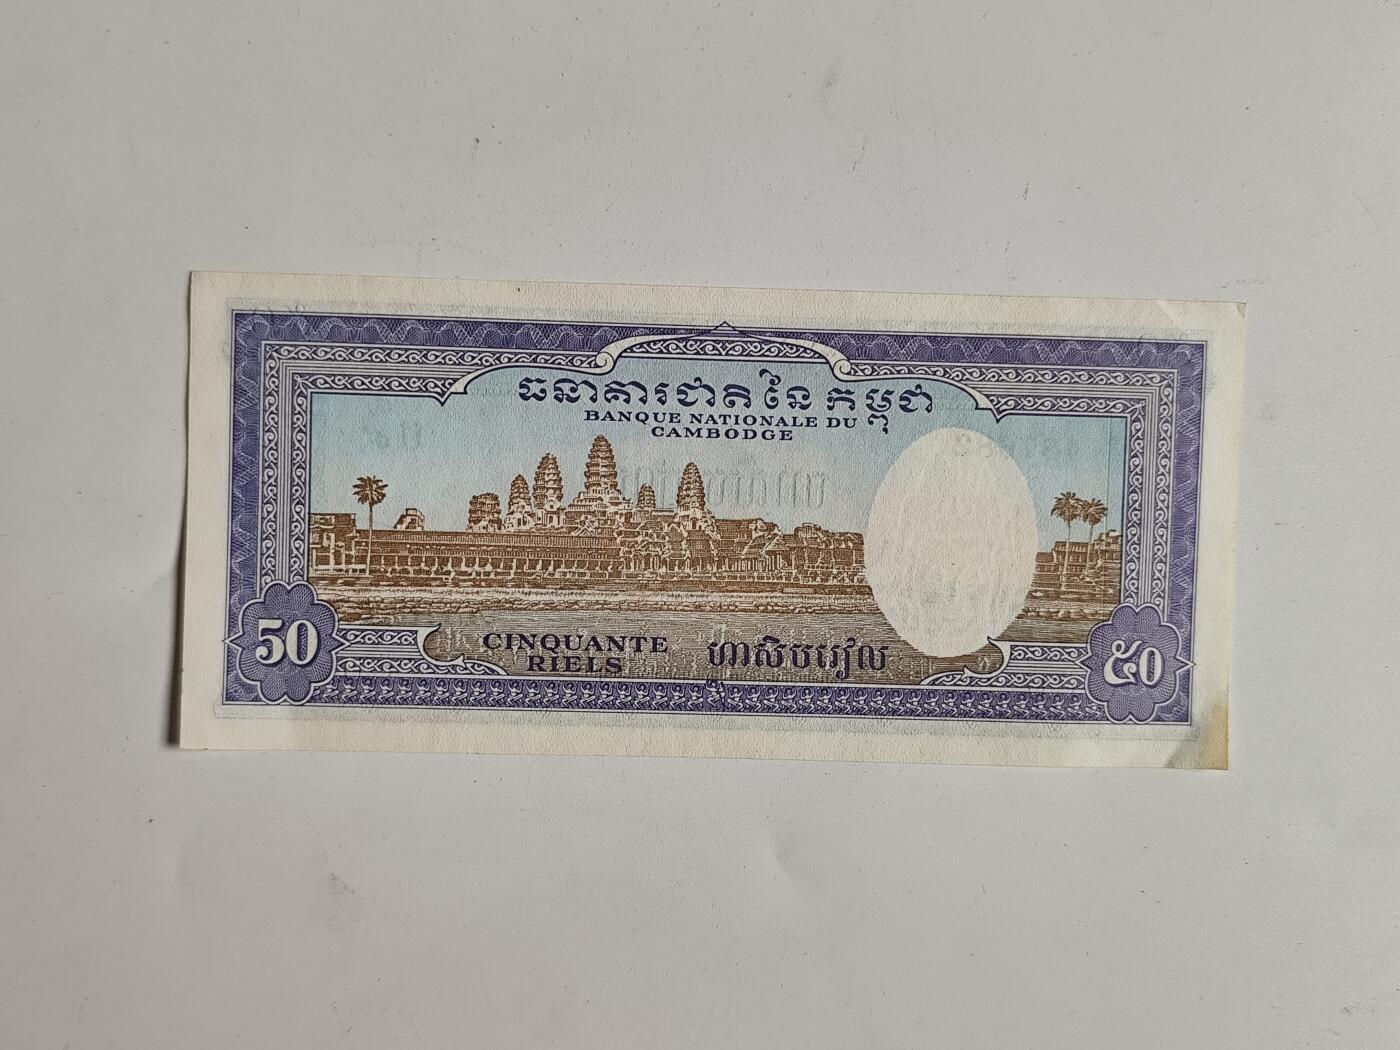 ធនាគារជាតិនៃកម្ពុជា
BANQUE NATIONALE DU
CAMBODGE
CINQUANTE
RIELS
ហាសិបរៀល
50
៥០